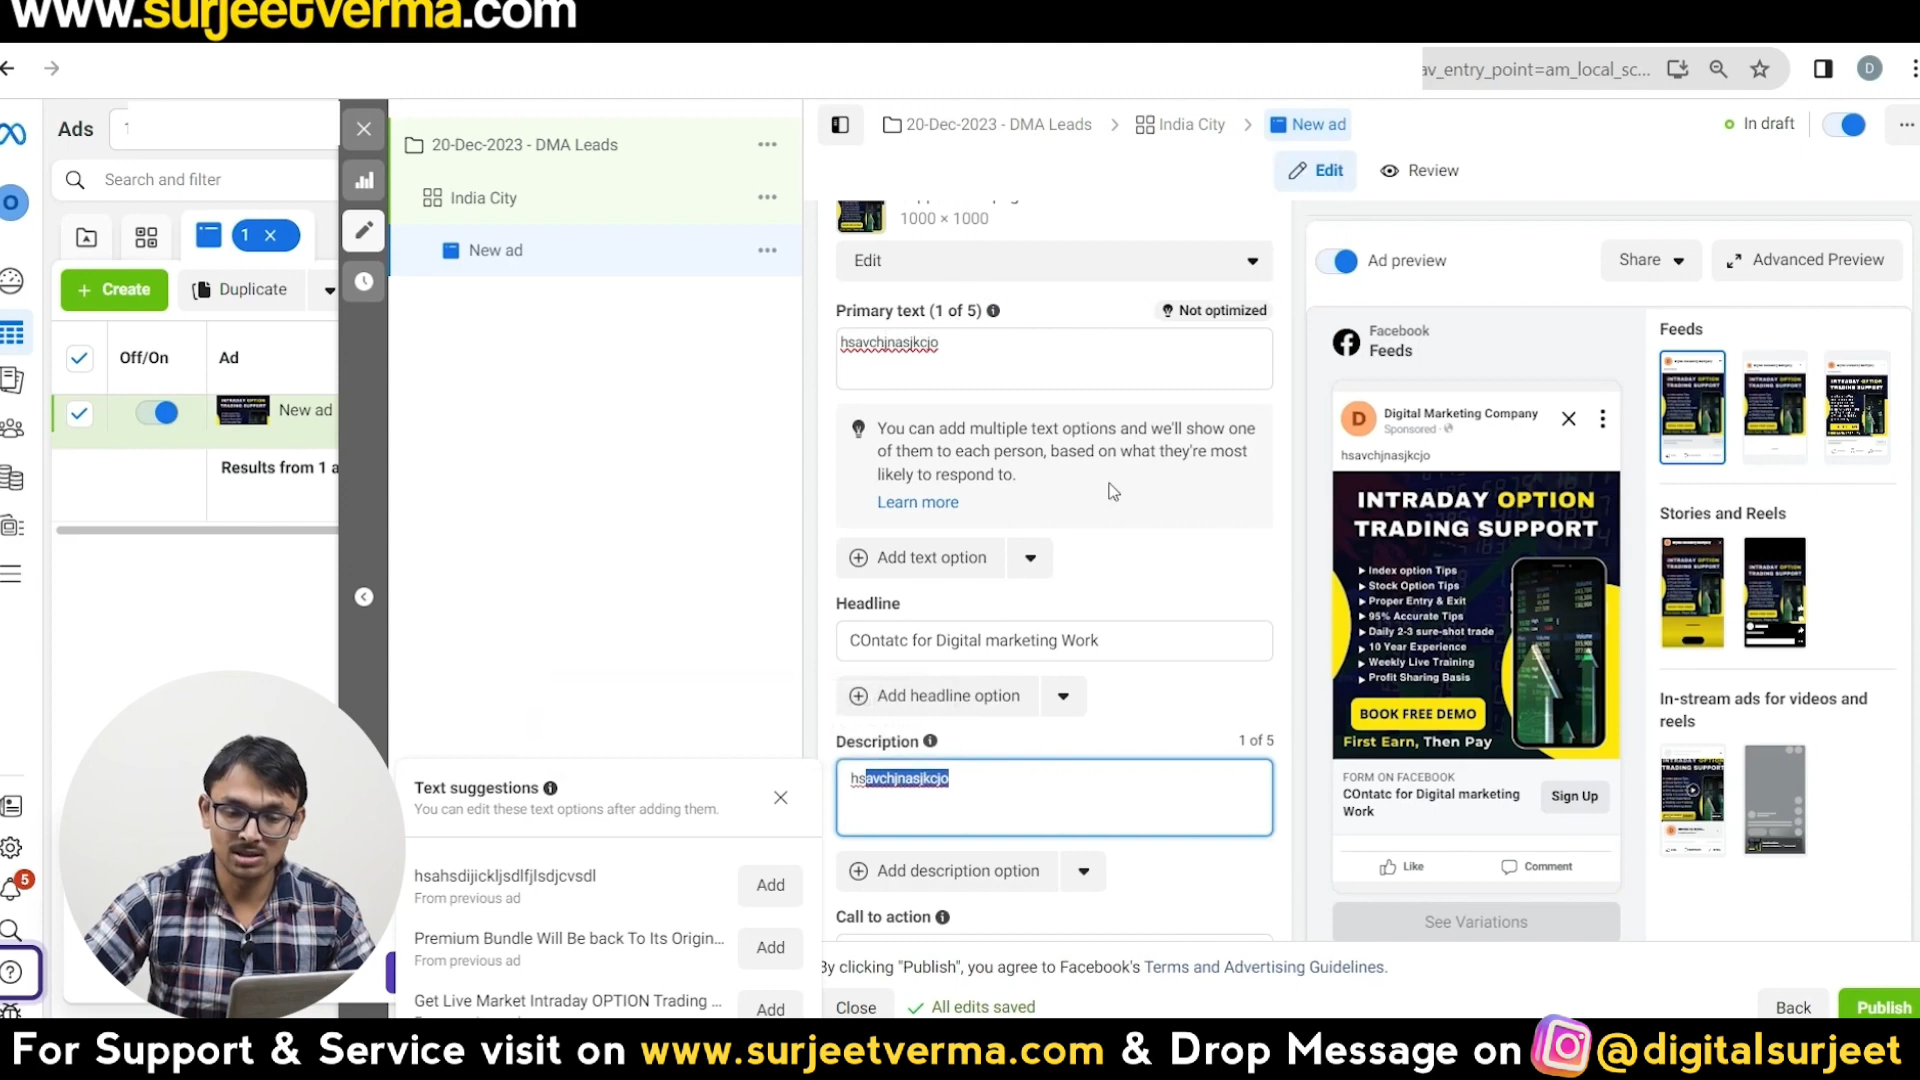 www.surjeetverma.com
av_entry_point=am_local_sc...
D
Ads
Search and filter
1 ×
+ Create
Duplicate
Off/On
Ad
New ad
Results from 1 a
20-Dec-2023 - DMA Leads
India City
New ad
20-Dec-2023 - DMA Leads
India City
New ad
In draft
Edit
Review
1000 × 1000
Edit
Primary text (1 of 5)
Not optimized
hsavchjnasjkcjo
You can add multiple text options and we'll show one
of them to each person, based on what they're most
likely to respond to.
Learn more
Add text option
Headline
COntatc for Digital marketing Work
Add headline option
Description
1 of 5
hsavchjnasjkcjo
Add description option
Call to action
Text suggestions
You can edit these text options after adding them.
hsahsdijickljsdlfjlsdjcvsdl
From previous ad
Add
Premium Bundle Will Be back To Its Origin...
From previous ad
Add
Get Live Market Intraday OPTION Trading ...
Add
Ad preview
Share
Advanced Preview
Facebook
Feeds
D
Digital Marketing Company
Sponsored
hsavchjnasjkcjo
INTRADAY OPTION
TRADING SUPPORT
Index option Tips
Stock Option Tips
Proper Entry & Exit
95% Accurate Tips
Daily 2-3 sure-shot trade
10 Year Experience
Weekly Live Training
Profit Sharing Basis
BOOK FREE DEMO
First Earn, Then Pay
FORM ON FACEBOOK
COntatc for Digital marketing
Work
Sign Up
Like
Comment
See Variations
Feeds
Stories and Reels
In-stream ads for videos and
reels
By clicking "Publish", you agree to Facebook's Terms and Advertising Guidelines.
Close
All edits saved
Back
Publish
5
For Support & Service visit on www.surjeetverma.com & Drop Message on @digitalsurjeet